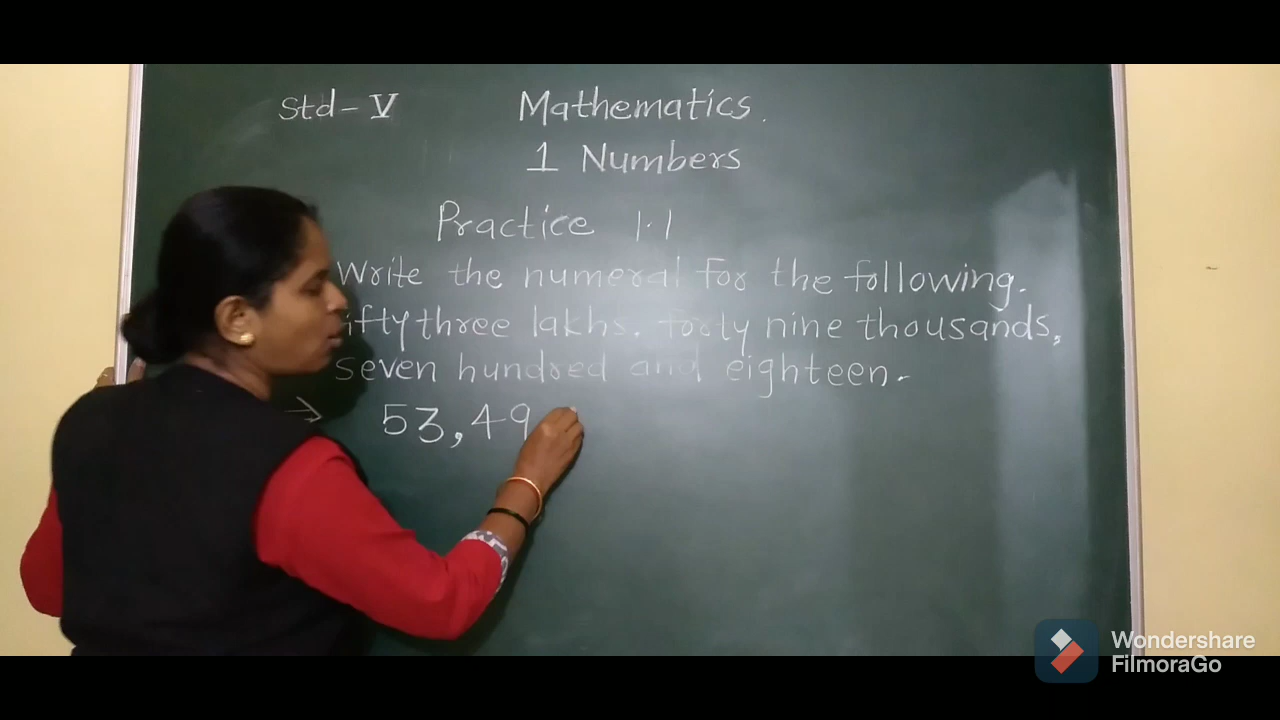 Std- V Mathematics.
1 Numbers
Practice 1.1
Write the numeral for the following.
ifty three lakhs. forty nine thousands,
seven hundred and eighteen.
→ 53,49
Wondershare
FilmoraGo